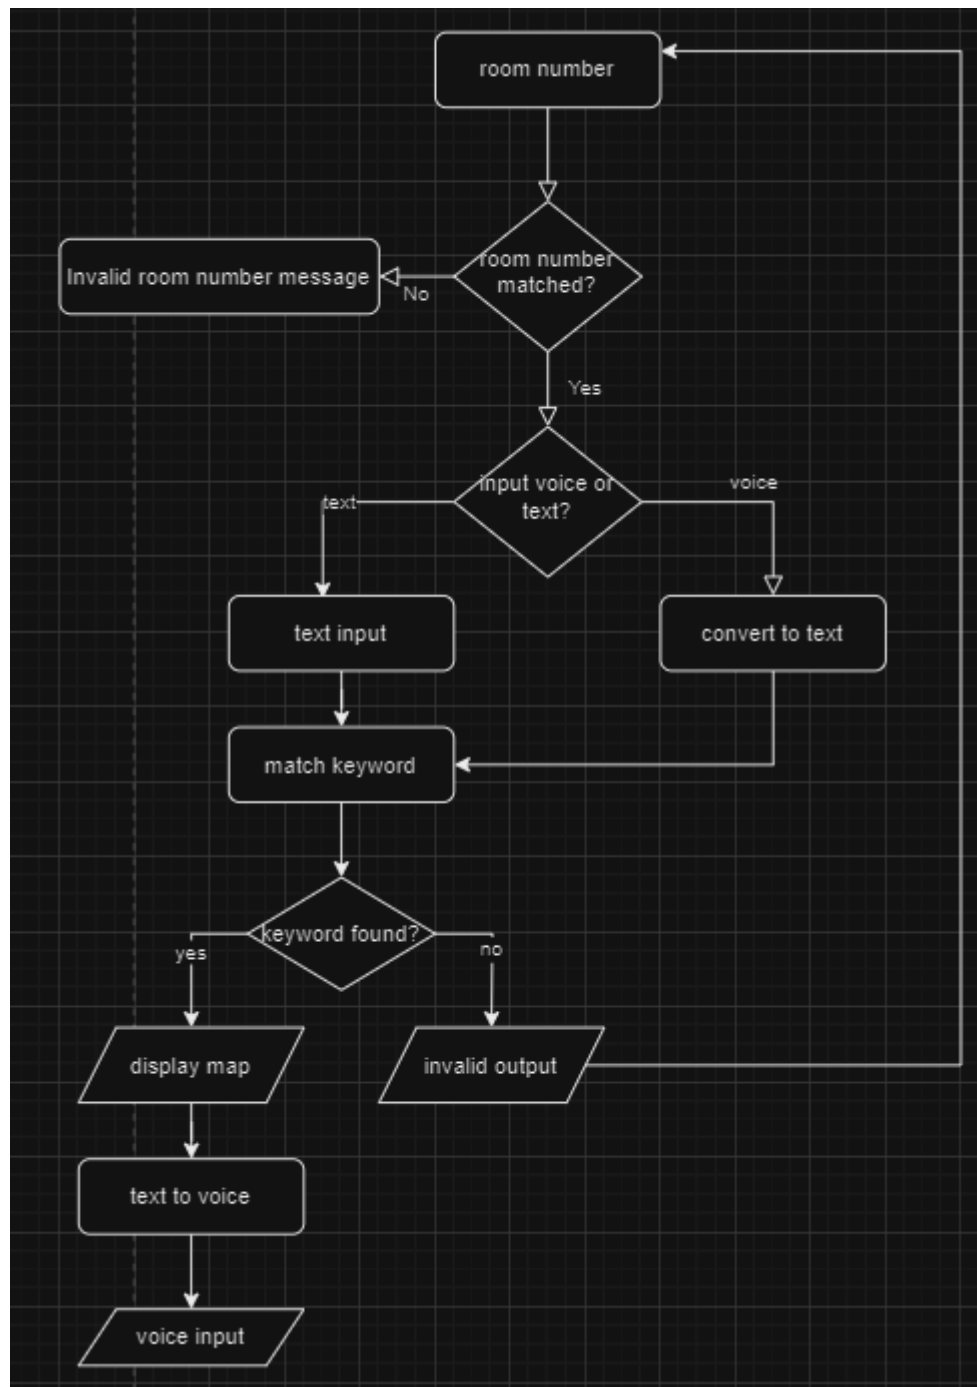 room number
room number
matched?
Invalid room number message
No
Yes
input voice or
text?
text
voice
text input
convert to text
match keyword
keyword found?
yes
no
display map
invalid output
text to voice
voice input